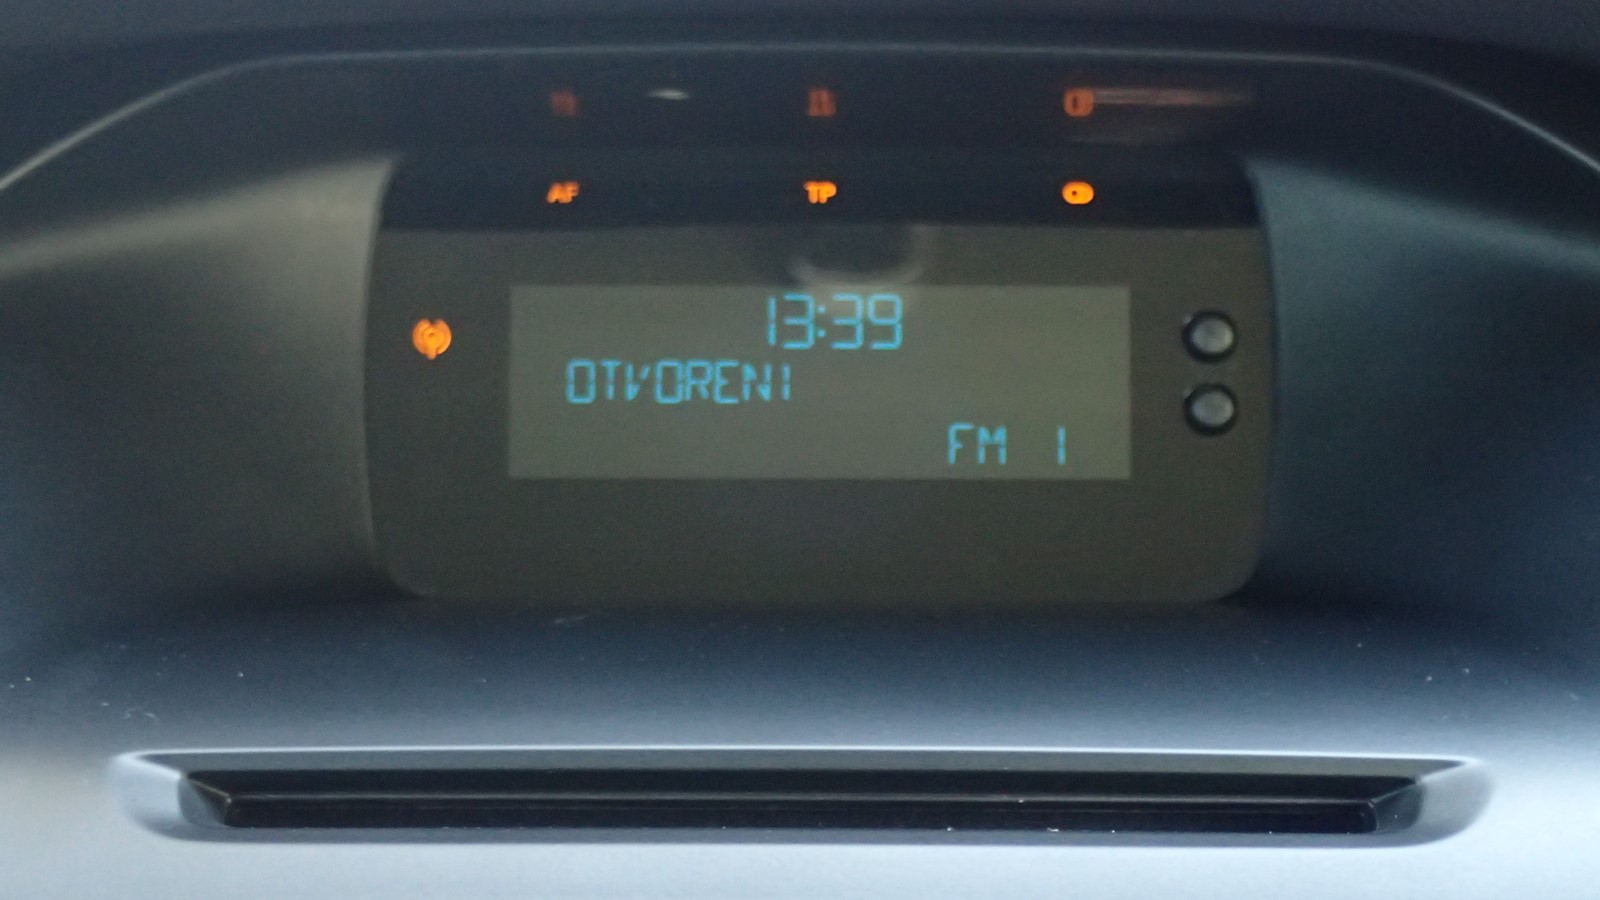 AF TP
13:39
OTVORENI
FM 1